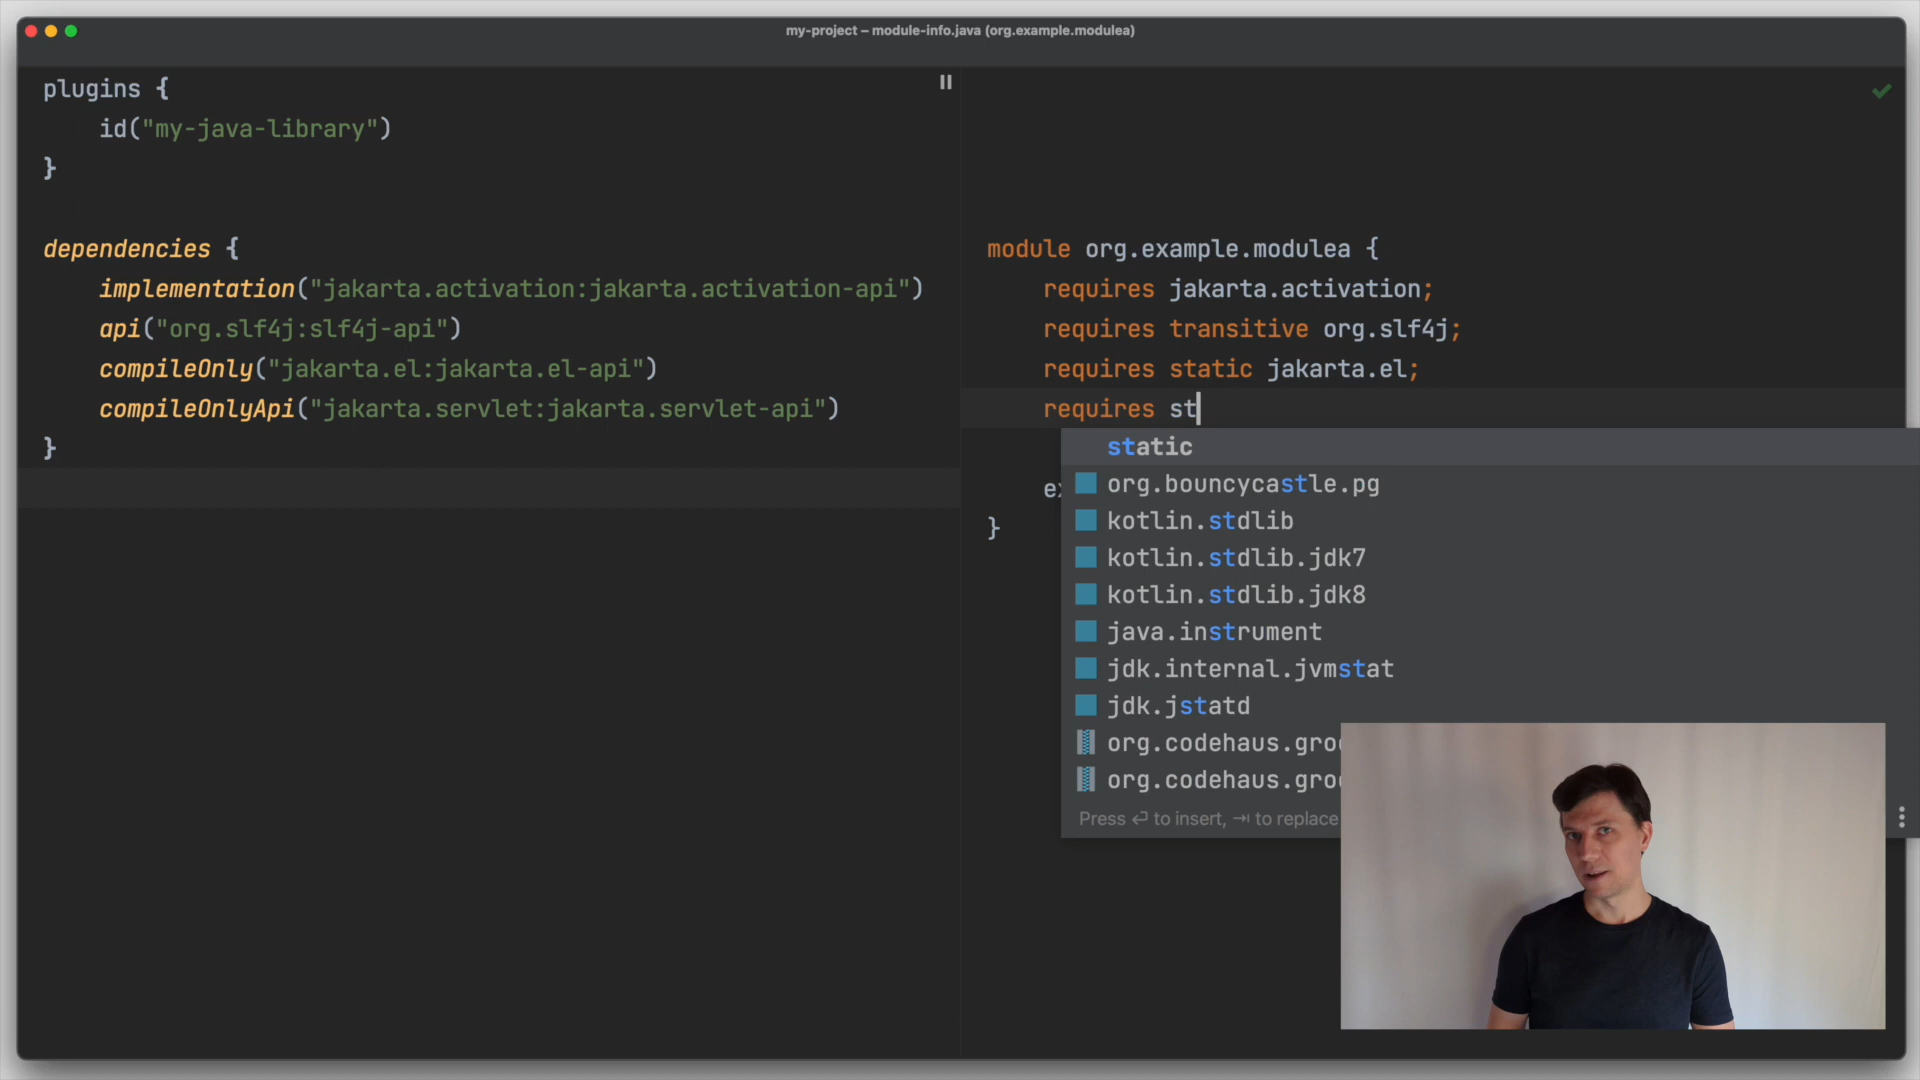 my-project – module-info.java (org.example.modulea)
plugins {
id("my-java-library")
}
dependencies {
implementation("jakarta.activation:jakarta.activation-api")
api("org.slf4j:slf4j-api")
compileOnly("jakarta.el:jakarta.el-api")
compileOnlyApi("jakarta.servlet:jakarta.servlet-api")
}
module org.example.modulea {
requires jakarta.activation;
requires transitive org.slf4j;
requires static jakarta.el;
requires st
static
org.bouncycastle.pg
kotlin.stdlib
kotlin.stdlib.jdk7
kotlin.stdlib.jdk8
java.instrument
jdk.internal.jvmstat
jdk.jstatd
org.codehaus.gro
org.codehaus.gro
Press ↩ to insert, ⇥ to replace
ex
}